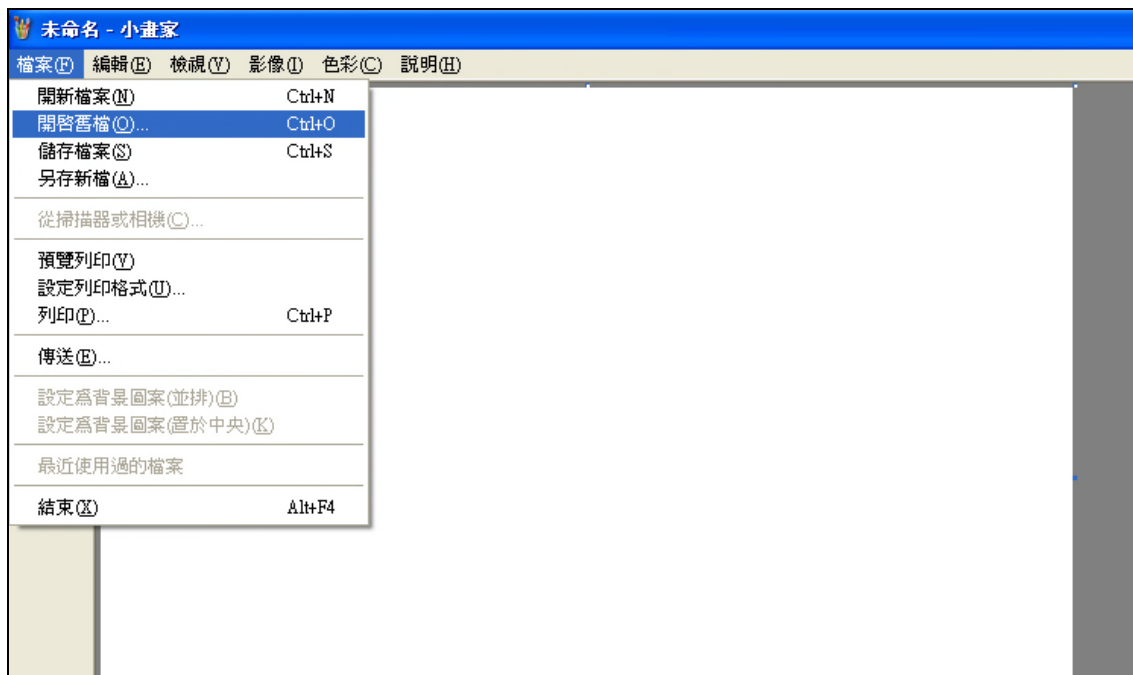 未命名 - 小畫家
檔案(F) 編輯(E) 檢視(V) 影像(I) 色彩(C) 說明(H)
開新檔案(N) Ctrl+N
開啓舊檔(O)... Ctrl+O
儲存檔案(S) Ctrl+S
另存新檔(A)...
從掃描器或相機(C)...
預覽列印(V)
設定列印格式(U)...
列印(P)... Ctrl+P
傳送(E)...
設定爲背景圖案(並排)(B)
設定爲背景圖案(置於中央)(K)
最近使用過的檔案
結束(X) Alt+F4